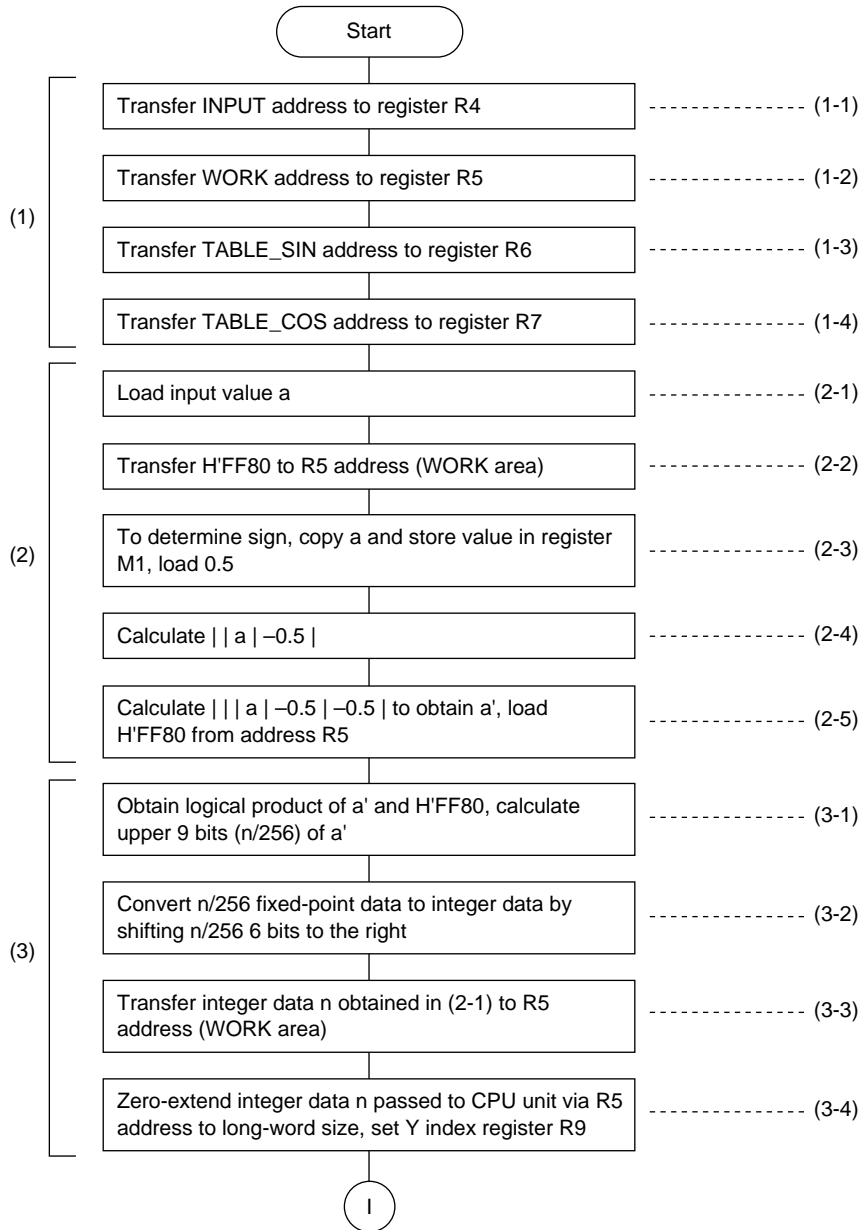 Start
(1)
Transfer INPUT address to register R4
(1-1)
Transfer WORK address to register R5
(1-2)
Transfer TABLE_SIN address to register R6
(1-3)
Transfer TABLE_COS address to register R7
(1-4)
(2)
Load input value a
(2-1)
Transfer H'FF80 to R5 address (WORK area)
(2-2)
To determine sign, copy a and store value in register
M1, load 0.5
(2-3)
Calculate | | a | –0.5 |
(2-4)
Calculate | | | a | –0.5 | –0.5 | to obtain a', load
H'FF80 from address R5
(2-5)
(3)
Obtain logical product of a' and H'FF80, calculate
upper 9 bits (n/256) of a'
(3-1)
Convert n/256 fixed-point data to integer data by
shifting n/256 6 bits to the right
(3-2)
Transfer integer data n obtained in (2-1) to R5
address (WORK area)
(3-3)
Zero-extend integer data n passed to CPU unit via R5
address to long-word size, set Y index register R9
(3-4)
I